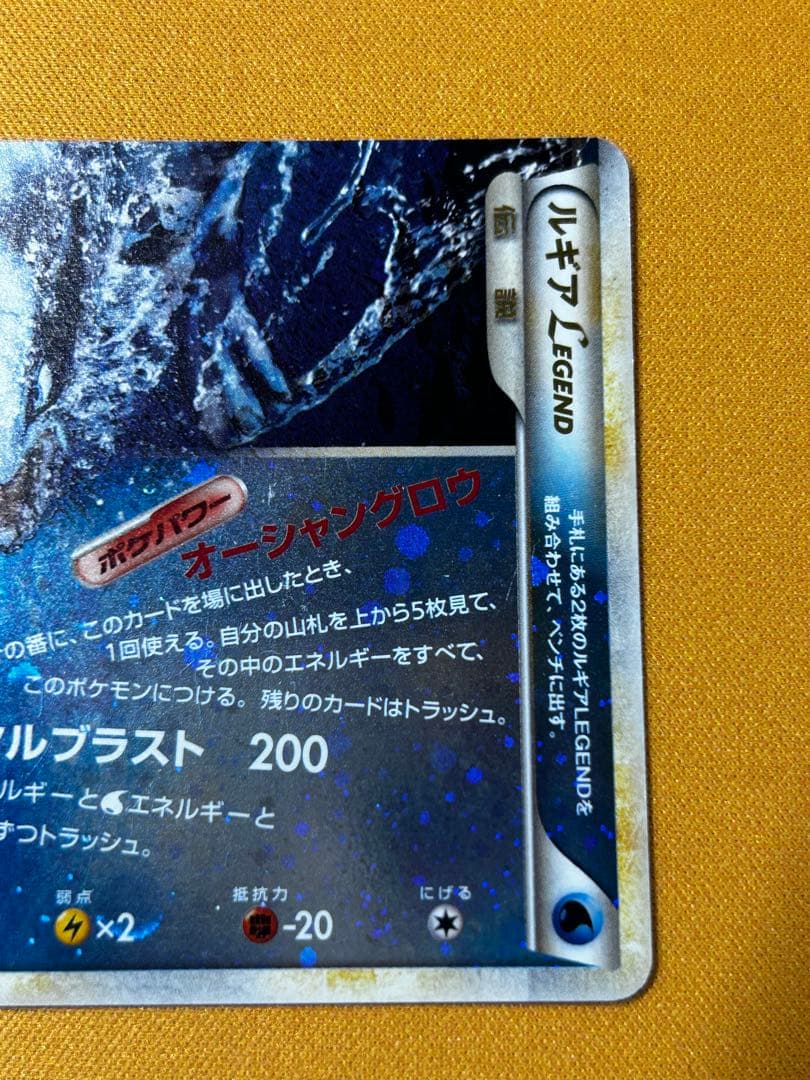 伝説
ルギア LEGEND
手札にある2枚のルギアLEGENDを
組み合わせて、ベンチに出す。
ポケパワー
オーシャングロウ
の番に、このカードを場に出したとき、
1回使える。自分の山札を上から5枚見て、
その中のエネルギーをすべて、
このポケモンにつける。残りのカードはトラッシュ。
ルブラスト 200
ルギーと エネルギーと
ずつトラッシュ。
弱点 抵抗力 にげる
×2 -20